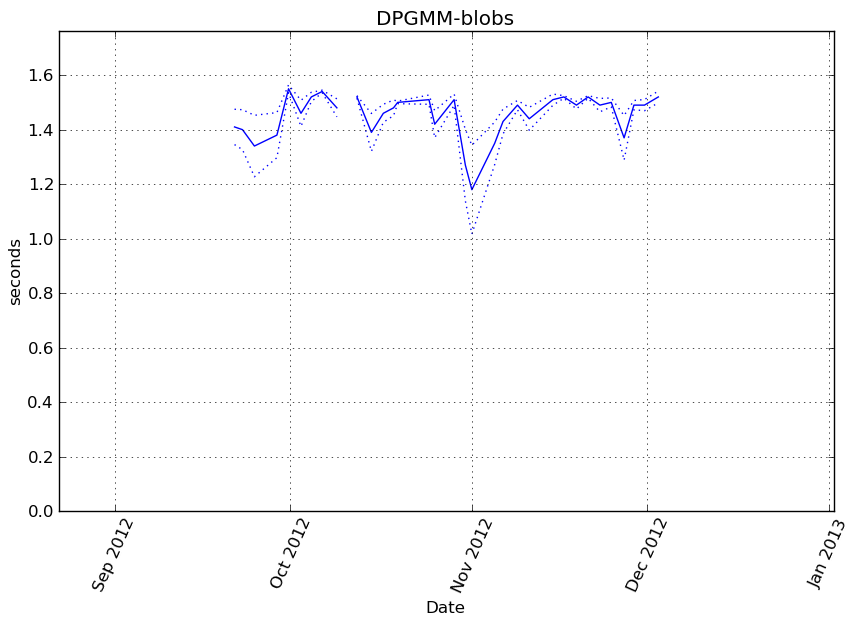 DPGMM-blobs
1.6
1.4
1.2
1.0
0.8
0.6
0.4
0.2
0.0
seconds
Sep 2012
Oct 2012
Nov 2012
Dec 2012
Jan 2013
Date